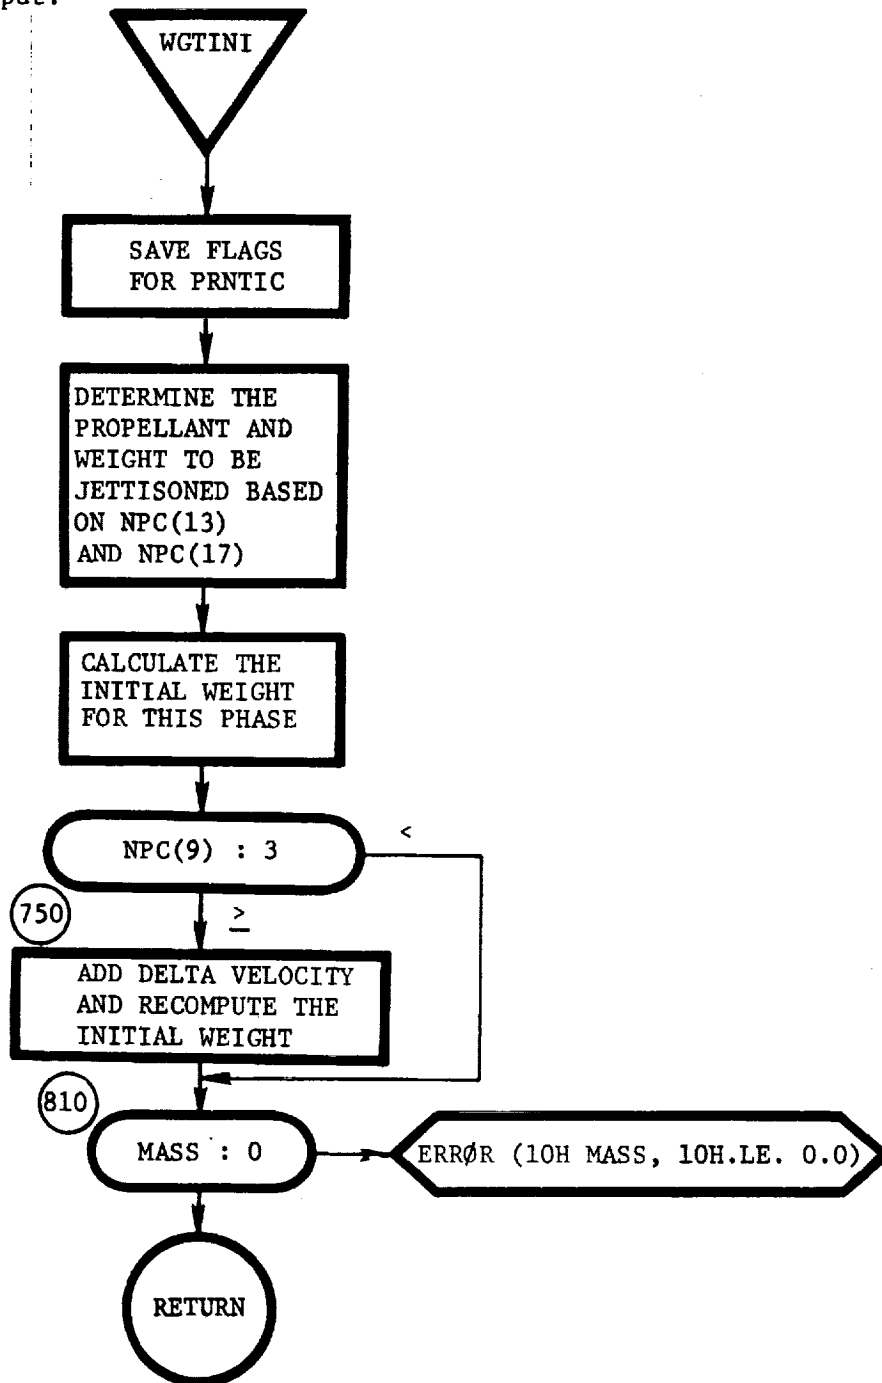 WGTINI
SAVE FLAGS
FOR PRNTIC
DETERMINE THE
PROPELLANT AND
WEIGHT TO BE
JETTISONED BASED
ON NPC(13)
AND NPC(17)
CALCULATE THE
INITIAL WEIGHT
FOR THIS PHASE
NPC(9) : 3
<
750
≥
ADD DELTA VELOCITY
AND RECOMPUTE THE
INITIAL WEIGHT
810
MASS : 0
ERRØR (10H MASS, 10H.LE. 0.0)
RETURN